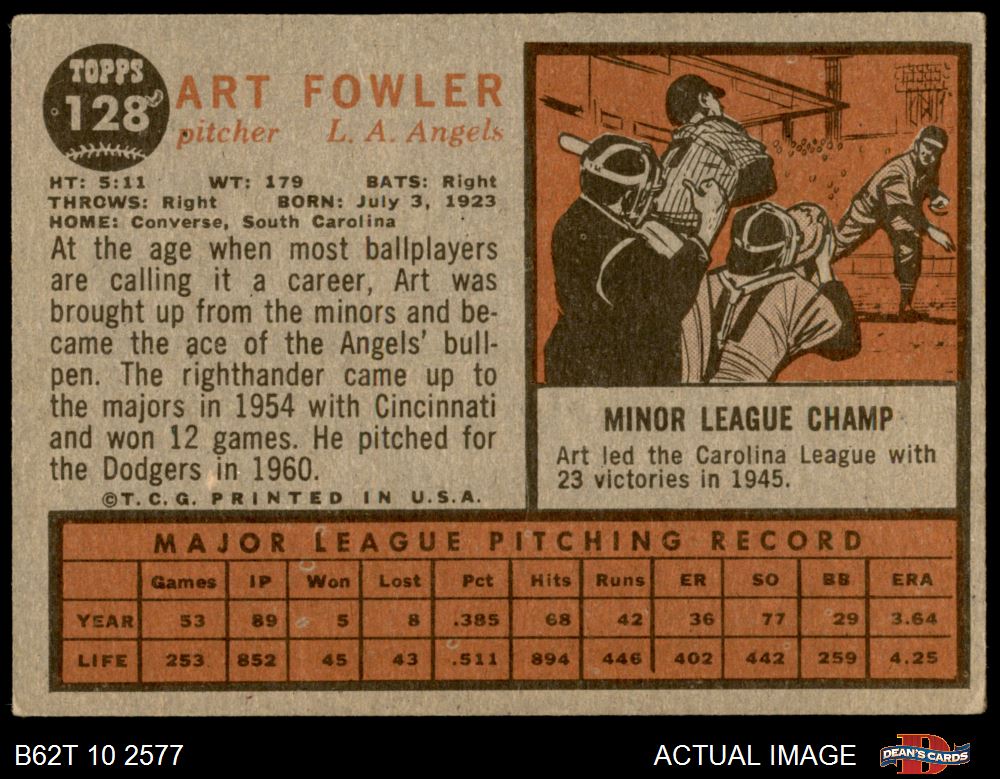 TOPPS
128
ART FOWLER
pitcher L. A. Angels
HT: 5:11 WT: 179 BATS: Right
THROWS: Right BORN: July 3, 1923
HOME: Converse, South Carolina
At the age when most ballplayers
are calling it a career, Art was
brought up from the minors and be-
came the ace of the Angels' bull-
pen. The righthander came up to
the majors in 1954 with Cincinnati
and won 12 games. He pitched for
the Dodgers in 1960.
©T.C.G. PRINTED IN U.S.A.
MINOR LEAGUE CHAMP
Art led the Carolina League with
23 victories in 1945.
MAJOR LEAGUE PITCHING RECORD
Games IP Won Lost Pct Hits Runs ER SO BB ERA
YEAR 53 89 5 8 .385 68 42 36 77 29 3.64
LIFE 253 852 45 43 .511 894 446 402 442 259 4.25
B62T 10 2577 ACTUAL IMAGE DEAN'S CARDS